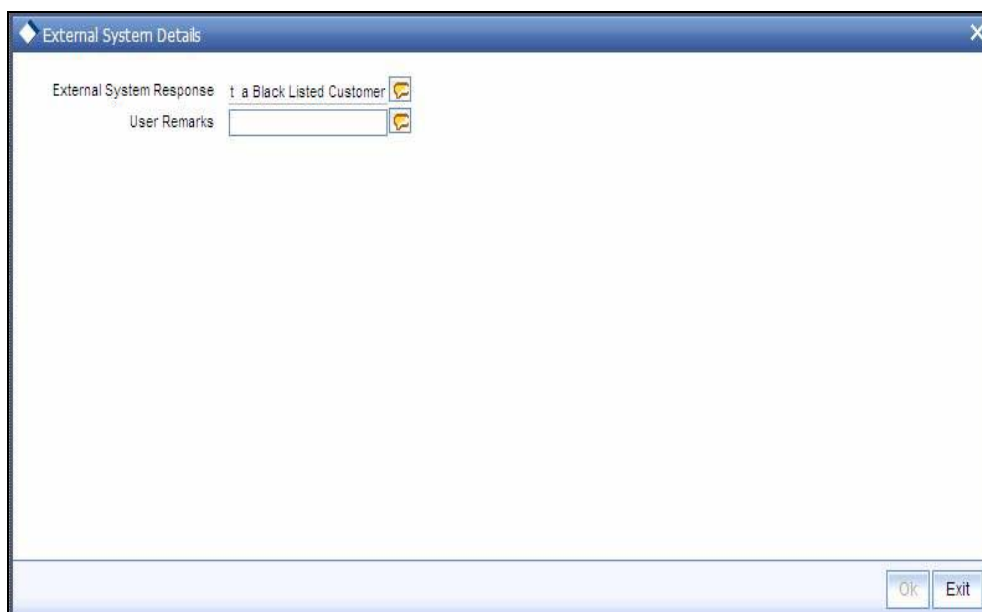 External System Details
External System Response t a Black Listed Customer
User Remarks
Ok Exit